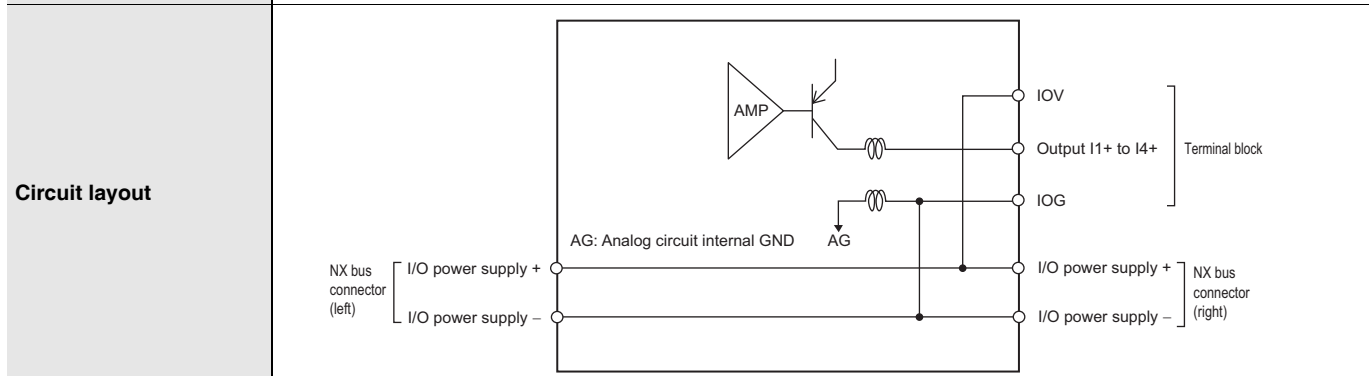 Circuit layout
AMP
IOV
Output I1+ to I4+
Terminal block
IOG
AG: Analog circuit internal GND
AG
NX bus
connector
(left)
I/O power supply +
I/O power supply −
I/O power supply +
I/O power supply −
NX bus
connector
(right)